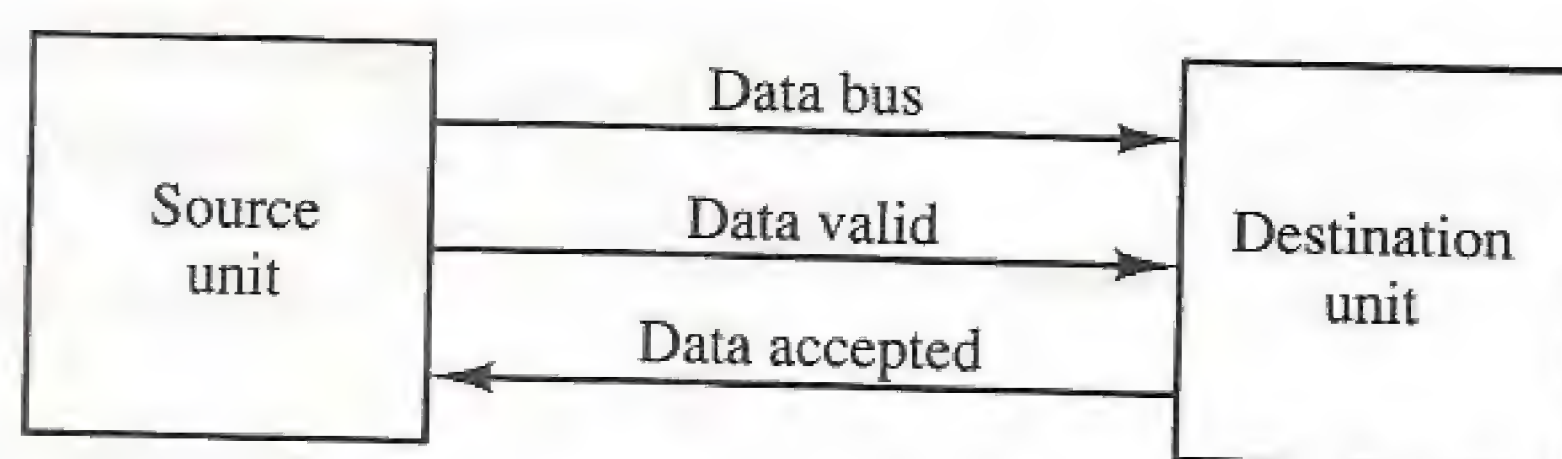 Source
unit
Data bus
Data valid
Data accepted
Destination
unit